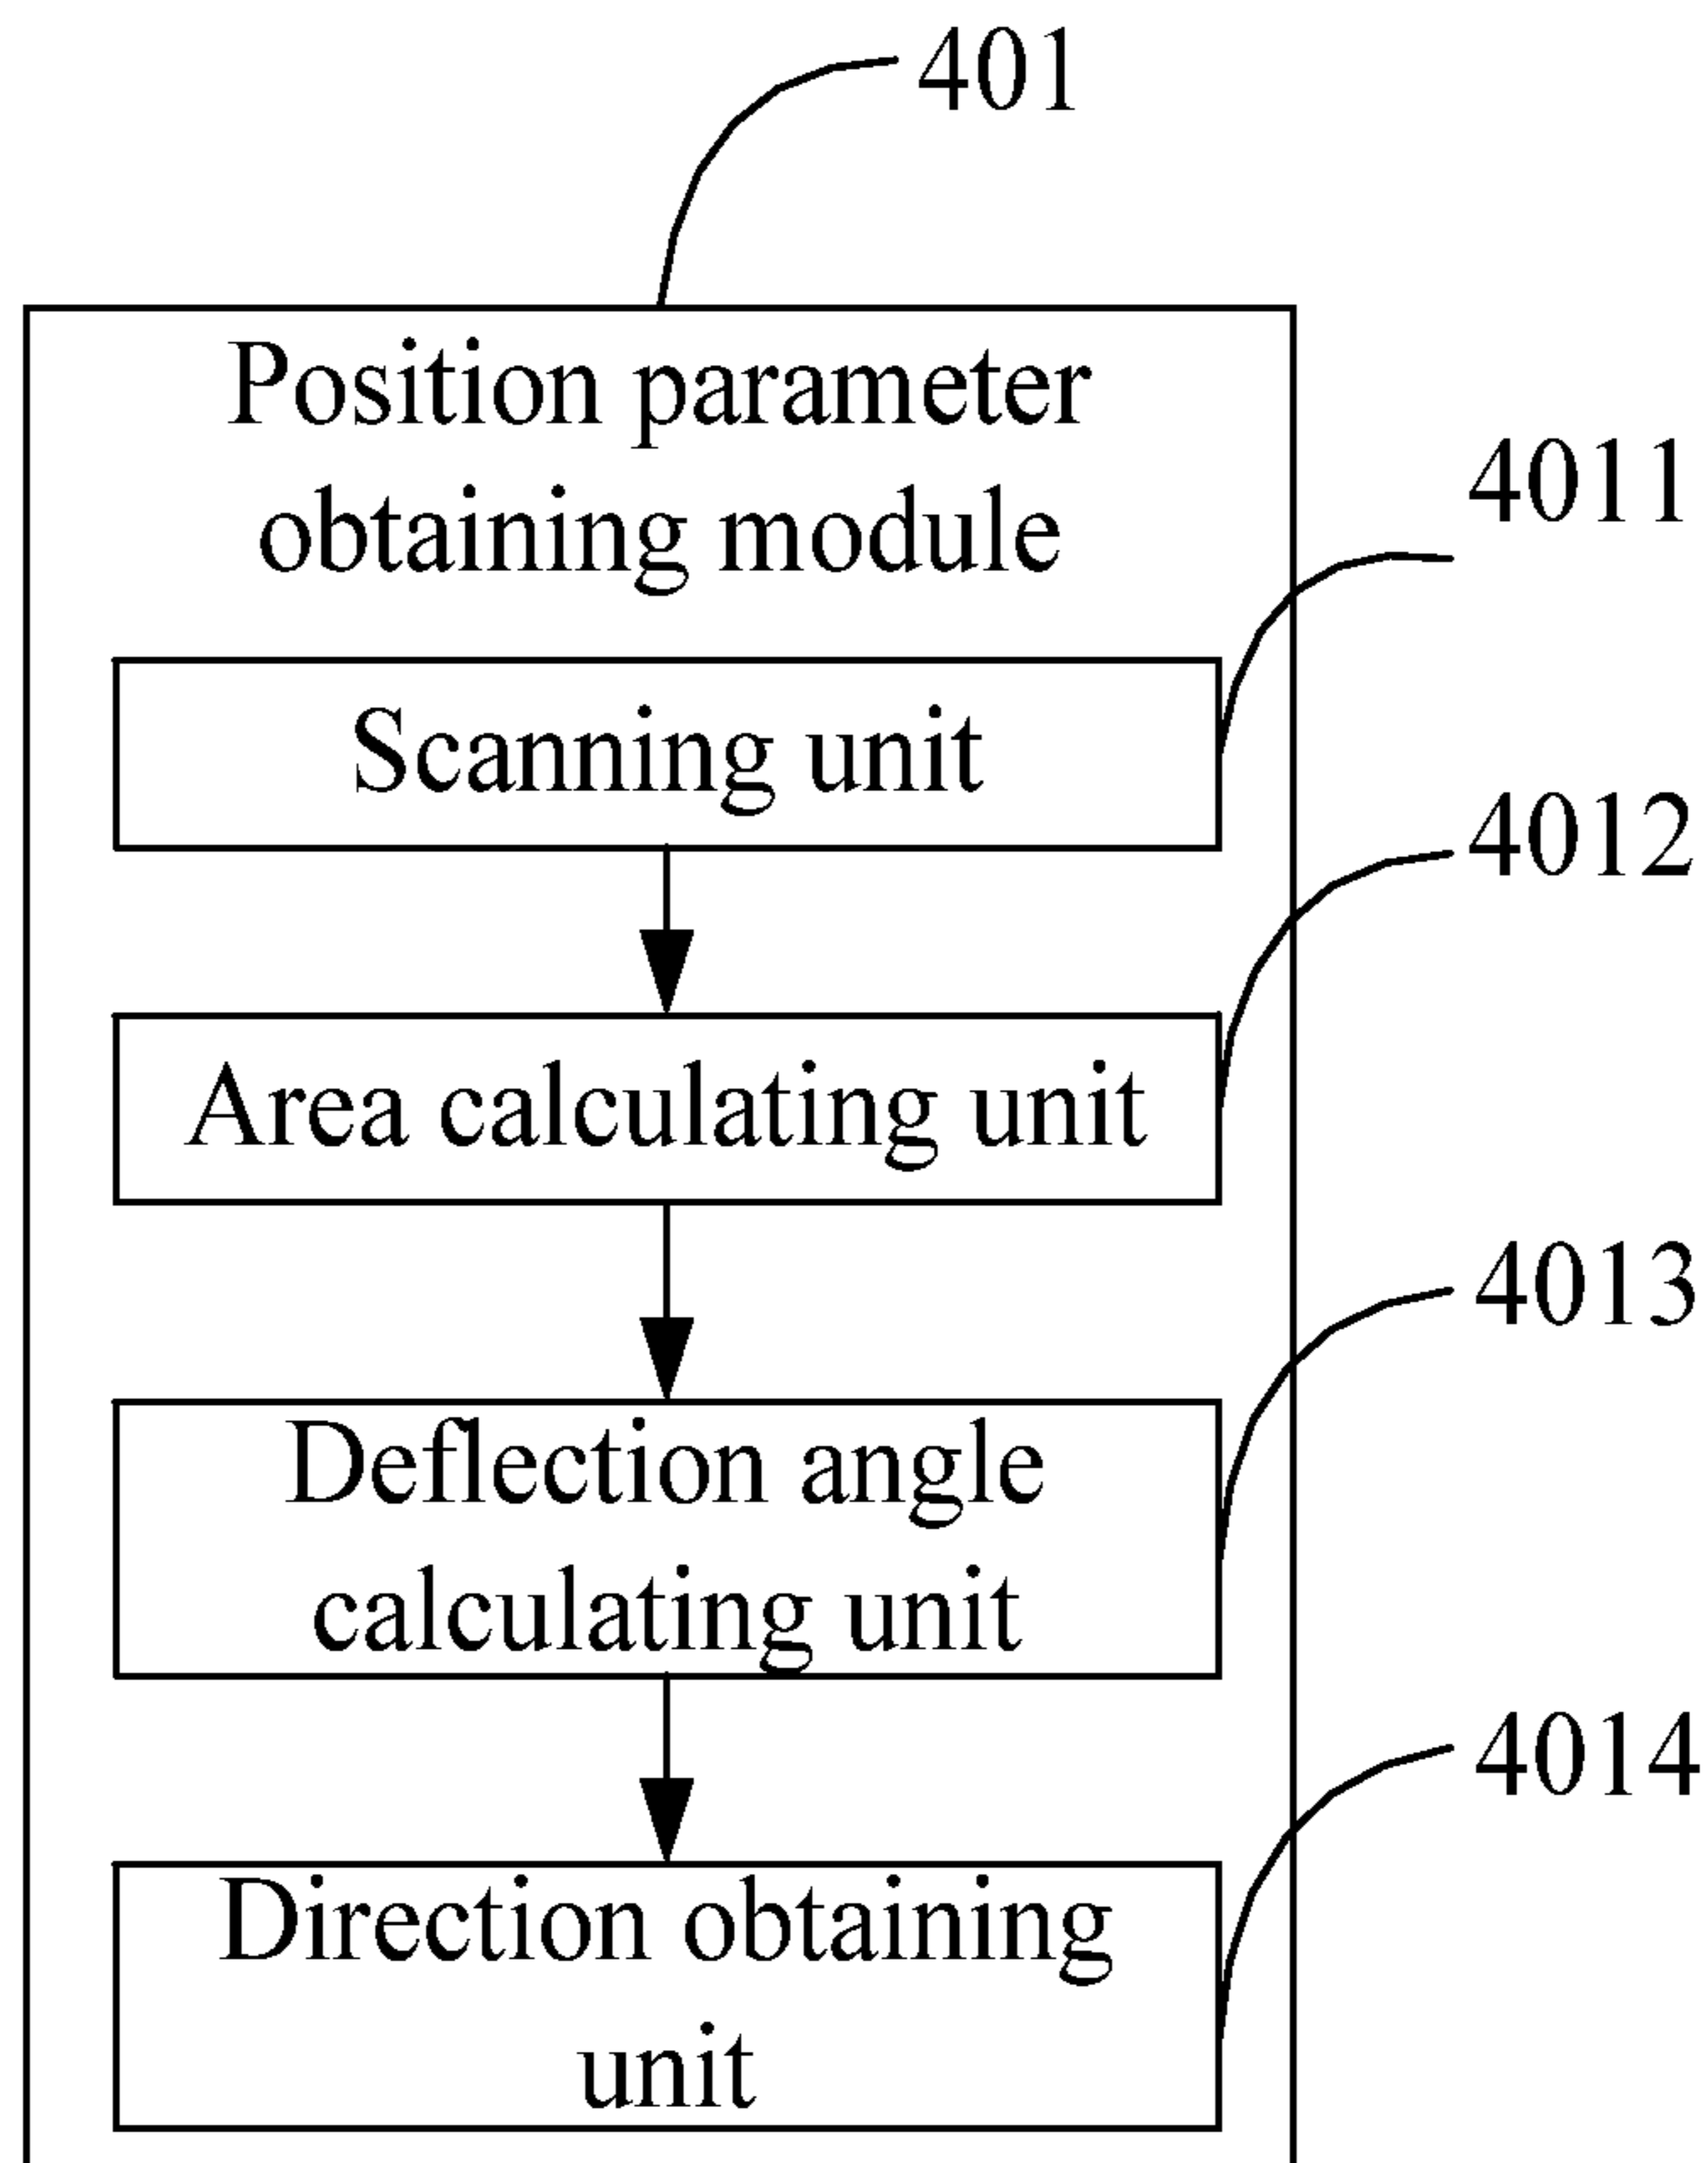 401
Position parameter
obtaining module
4011
Scanning unit
4012
Area calculating unit
4013
Deflection angle
calculating unit
4014
Direction obtaining
unit